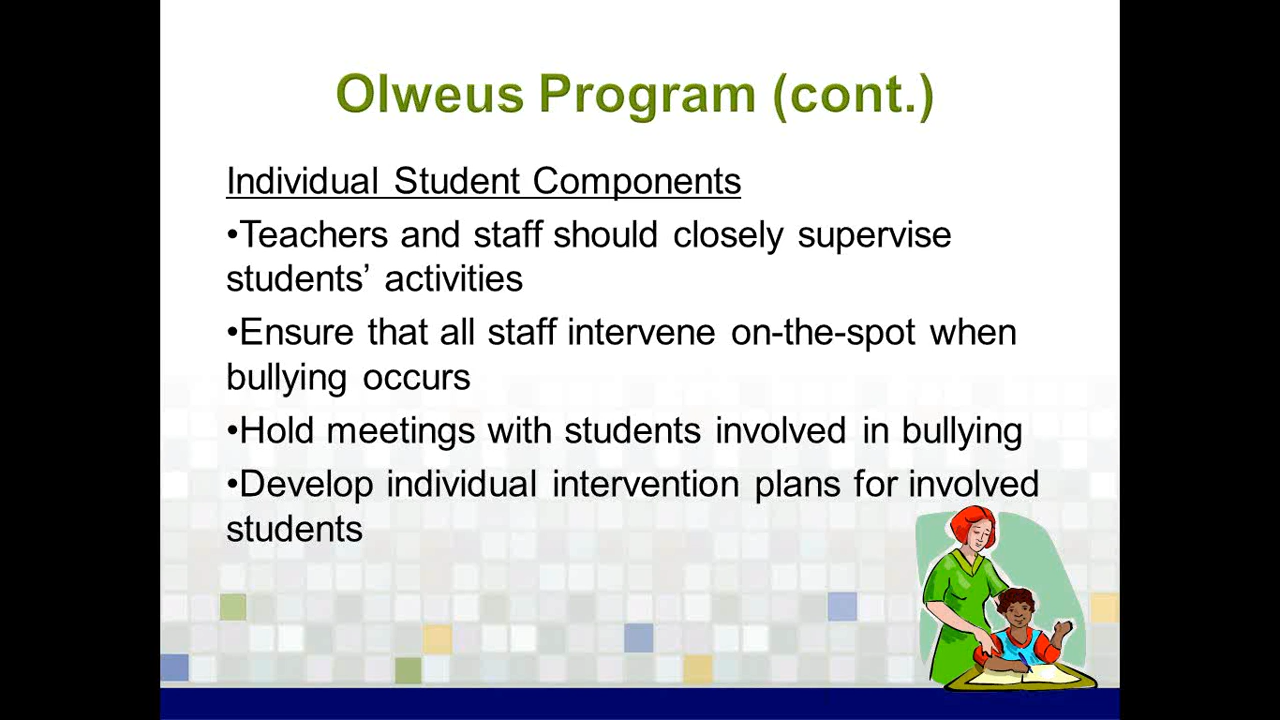 Olweus Program (cont.)
Individual Student Components
•Teachers and staff should closely supervise
students’ activities
•Ensure that all staff intervene on-the-spot when
bullying occurs
•Hold meetings with students involved in bullying
•Develop individual intervention plans for involved
students